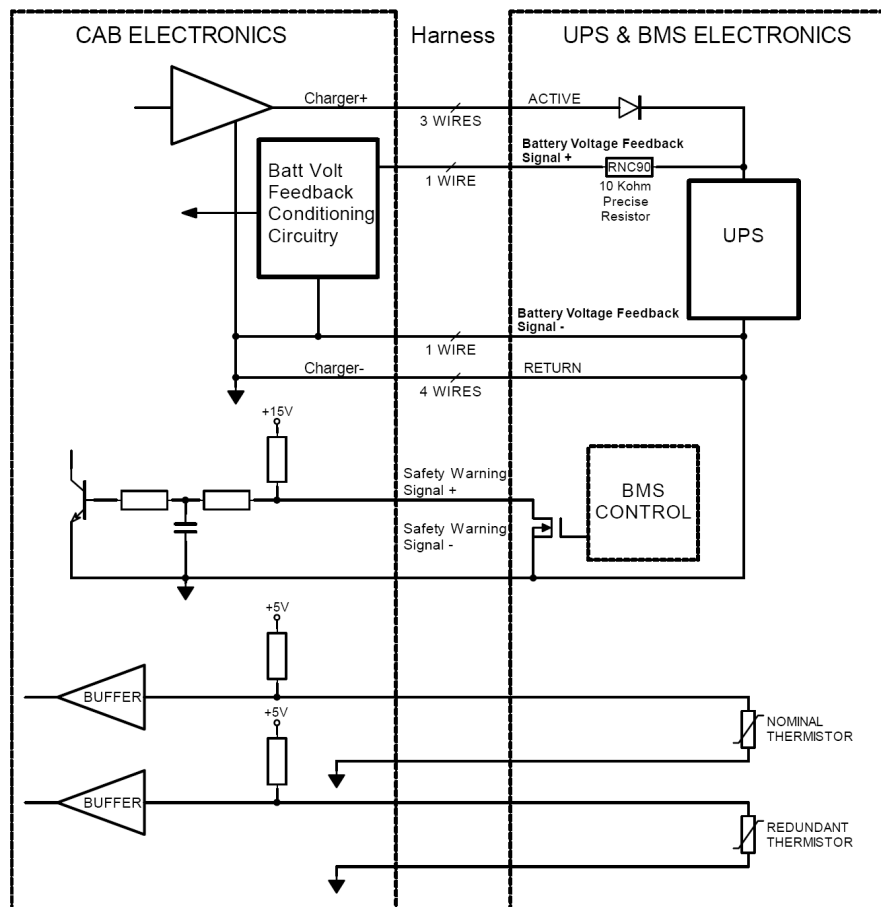 CAB ELECTRONICS
Harness
UPS & BMS ELECTRONICS
Charger+
3 WIRES
ACTIVE
Batt Volt
Feedback
Conditioning
Circuitry
1 WIRE
Battery Voltage Feedback
Signal +
RNC90
10 Kohm
Precise
Resistor
UPS
Battery Voltage Feedback
Signal -
1 WIRE
Charger-
4 WIRES
RETURN
+15V
Safety Warning
Signal +
Safety Warning
Signal -
BMS
CONTROL
+5V
BUFFER
NOMINAL
THERMISTOR
+5V
BUFFER
REDUNDANT
THERMISTOR